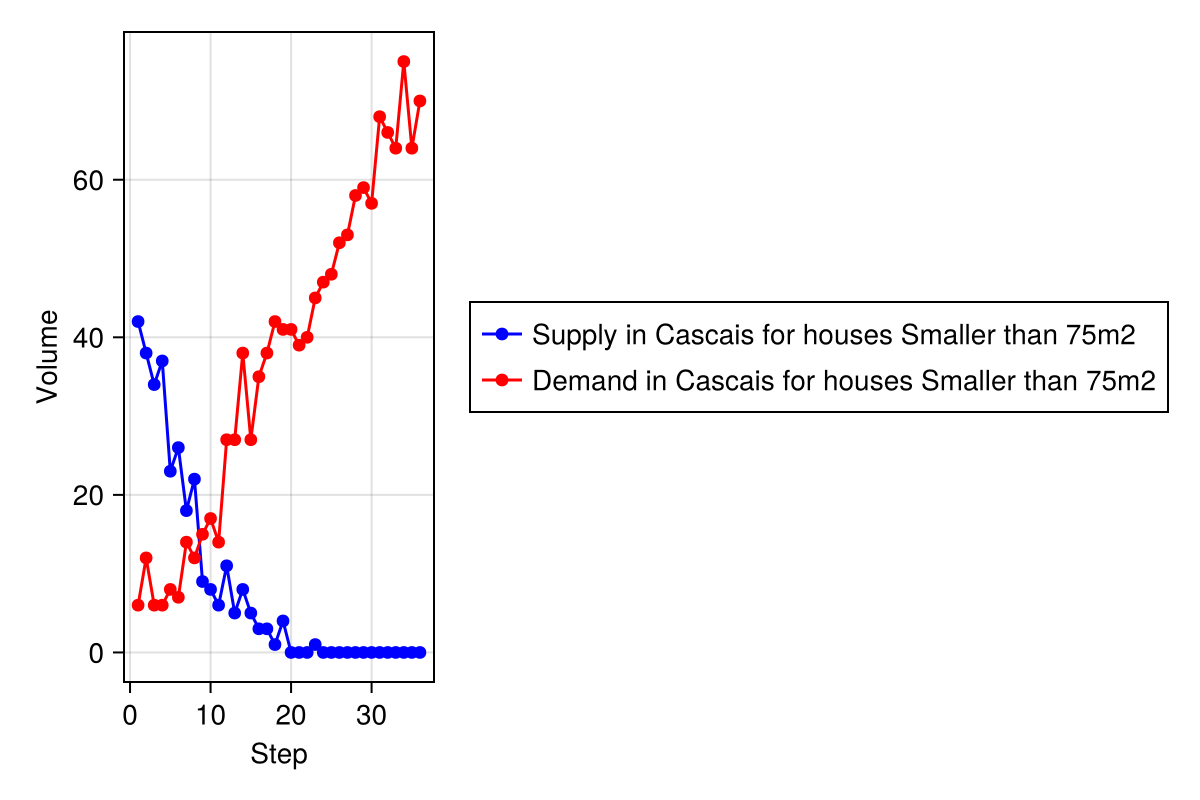 Volume
60
40
20
0
0 10 20 30
Step
Supply in Cascais for houses Smaller than 75m2
Demand in Cascais for houses Smaller than 75m2